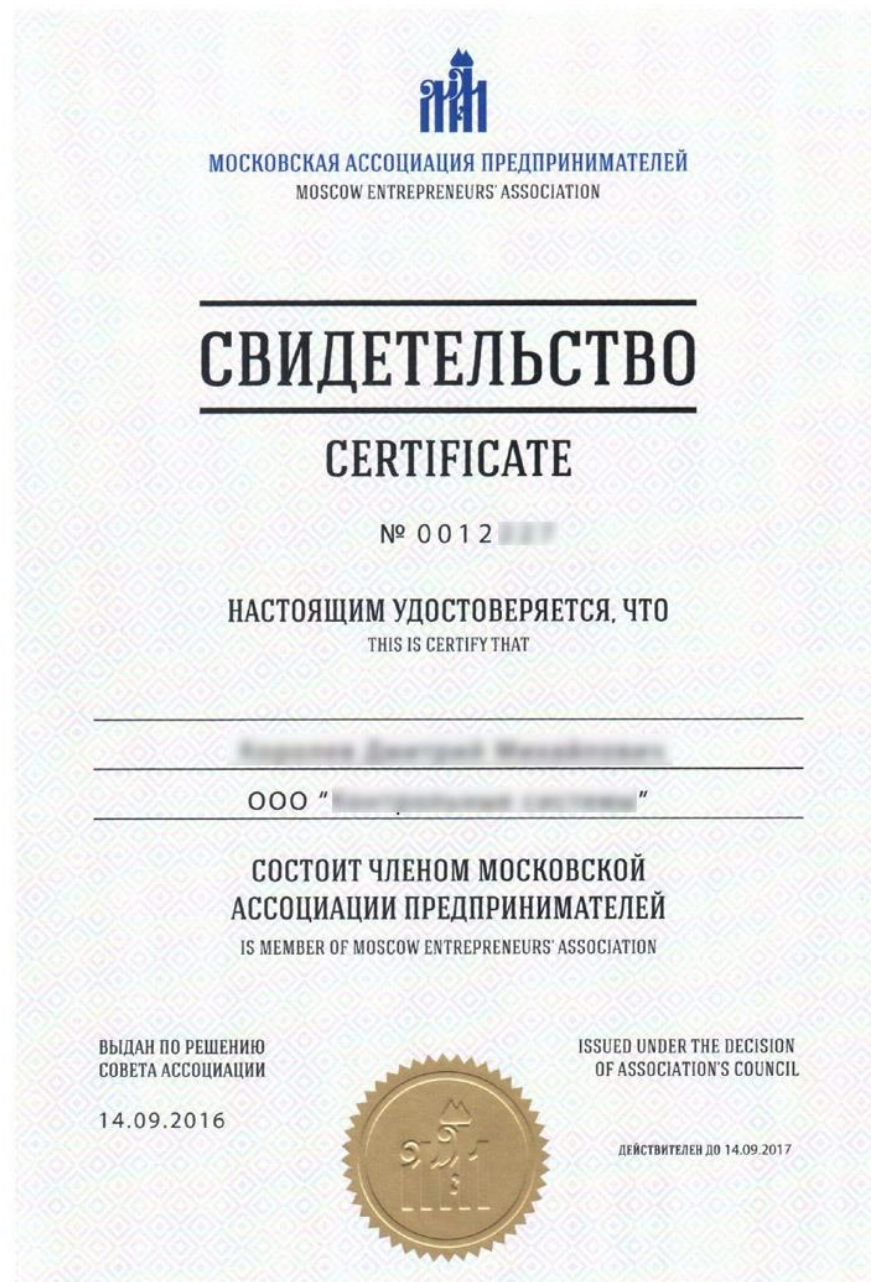 МОСКОВСКАЯ АССОЦИАЦИЯ ПРЕДПРИНИМАТЕЛЕЙ
MOSCOW ENTREPRENEURS' ASSOCIATION
СВИДЕТЕЛЬСТВО
CERTIFICATE
№ 0012
НАСТОЯЩИМ УДОСТОВЕРЯЕТСЯ, ЧТО
THIS IS CERTIFY THAT
ООО " "
СОСТОИТ ЧЛЕНОМ МОСКОВСКОЙ
АССОЦИАЦИИ ПРЕДПРИНИМАТЕЛЕЙ
IS MEMBER OF MOSCOW ENTREPRENEURS' ASSOCIATION
ВЫДАН ПО РЕШЕНИЮ
СОВЕТА АССОЦИАЦИИ
14.09.2016
ISSUED UNDER THE DECISION
OF ASSOCIATION'S COUNCIL
ДЕЙСТВИТЕЛЕН ДО 14.09.2017